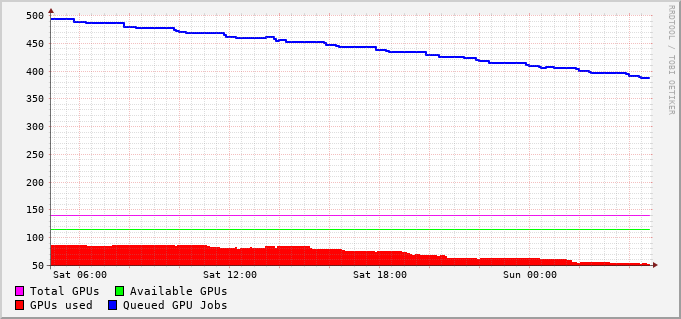 500
450
400
350
300
250
200
150
100
50
Sat 06:00 Sat 12:00 Sat 18:00 Sun 00:00
Total GPUs Available GPUs
GPUs used Queued GPU Jobs
RRDTOOL / TOBI OETIKER